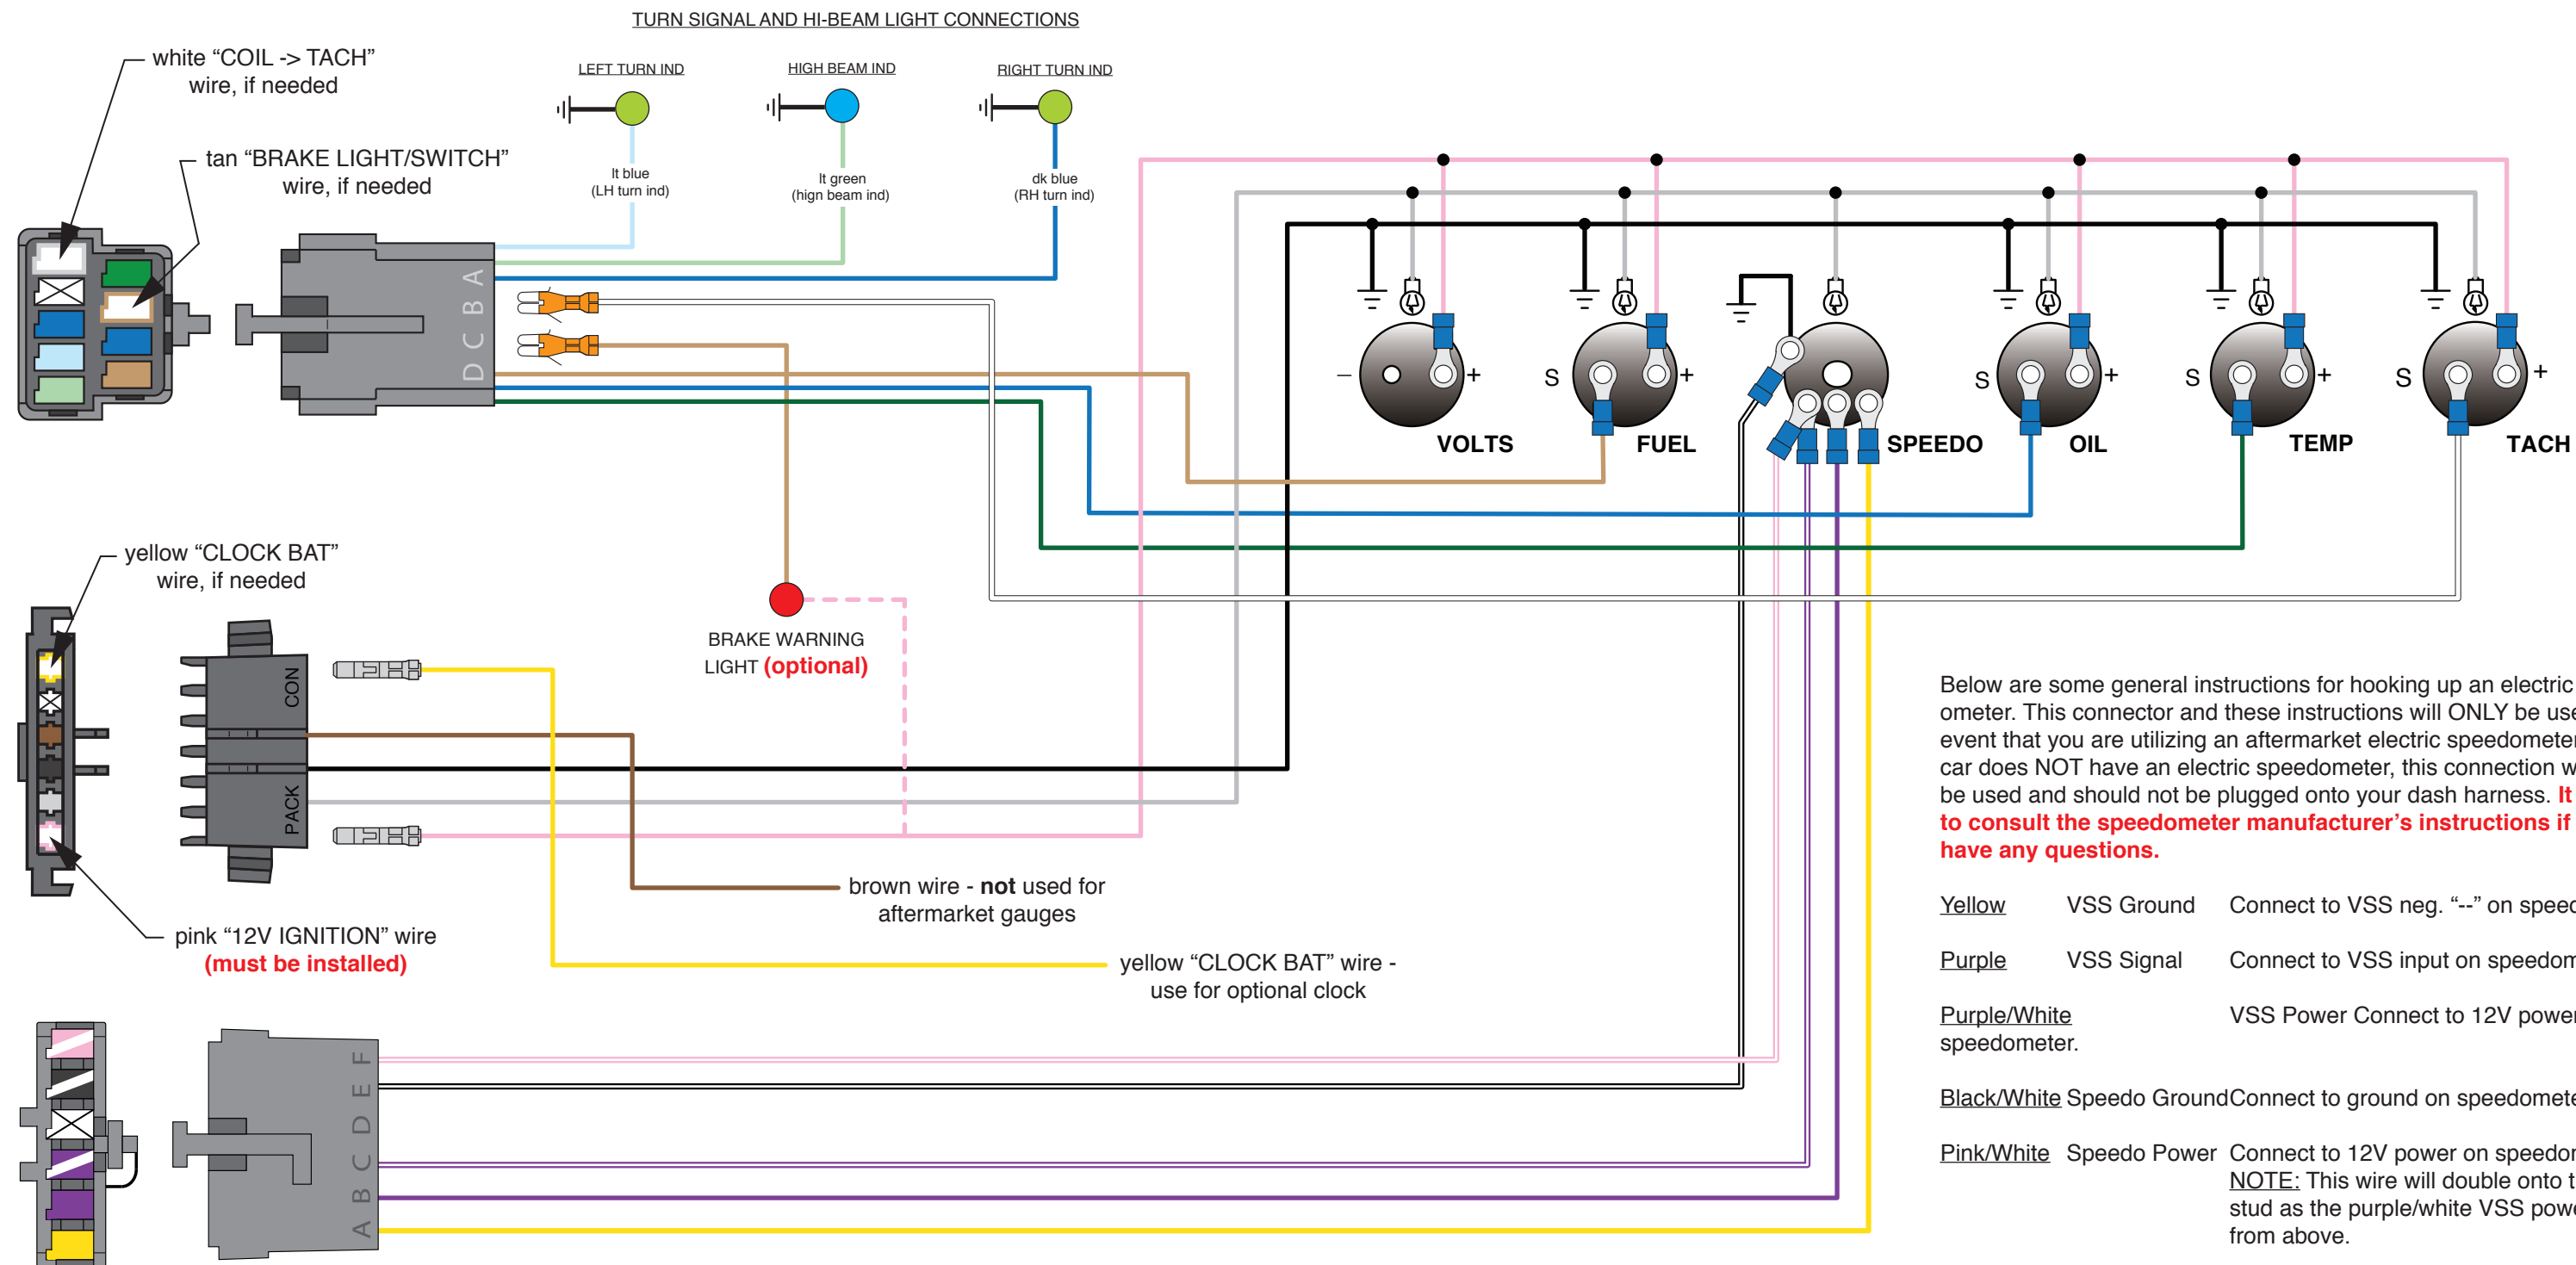 TURN SIGNAL AND HI-BEAM LIGHT CONNECTIONS
white “COIL -> TACH”
wire, if needed
LEFT TURN IND
HIGH BEAM IND
RIGHT TURN IND
tan “BRAKE LIGHT/SWITCH”
wire, if needed
lt blue
(LH turn ind)
lt green
(hign beam ind)
dk blue
(RH turn ind)
D C B A
–
+
VOLTS
S
+
FUEL
SPEEDO
S
+
OIL
S
+
TEMP
S
+
TACH
yellow “CLOCK BAT”
wire, if needed
BRAKE WARNING
LIGHT (optional)
CON
PACK
pink “12V IGNITION” wire
(must be installed)
brown wire - not used for
aftermarket gauges
yellow “CLOCK BAT” wire -
use for optional clock
A B C D E F
Below are some general instructions for hooking up an electric
ometer. This connector and these instructions will ONLY be use
event that you are utilizing an aftermarket electric speedometer
car does NOT have an electric speedometer, this connection w
be used and should not be plugged onto your dash harness. It
to consult the speedometer manufacturer’s instructions if
have any questions.
Yellow VSS Ground Connect to VSS neg. “--” on speed
Purple VSS Signal Connect to VSS input on speedom
Purple/White VSS Power Connect to 12V power
speedometer.
Black/White Speedo Ground Connect to ground on speedomete
Pink/White Speedo Power Connect to 12V power on speedom
NOTE: This wire will double onto t
stud as the purple/white VSS powe
from above.